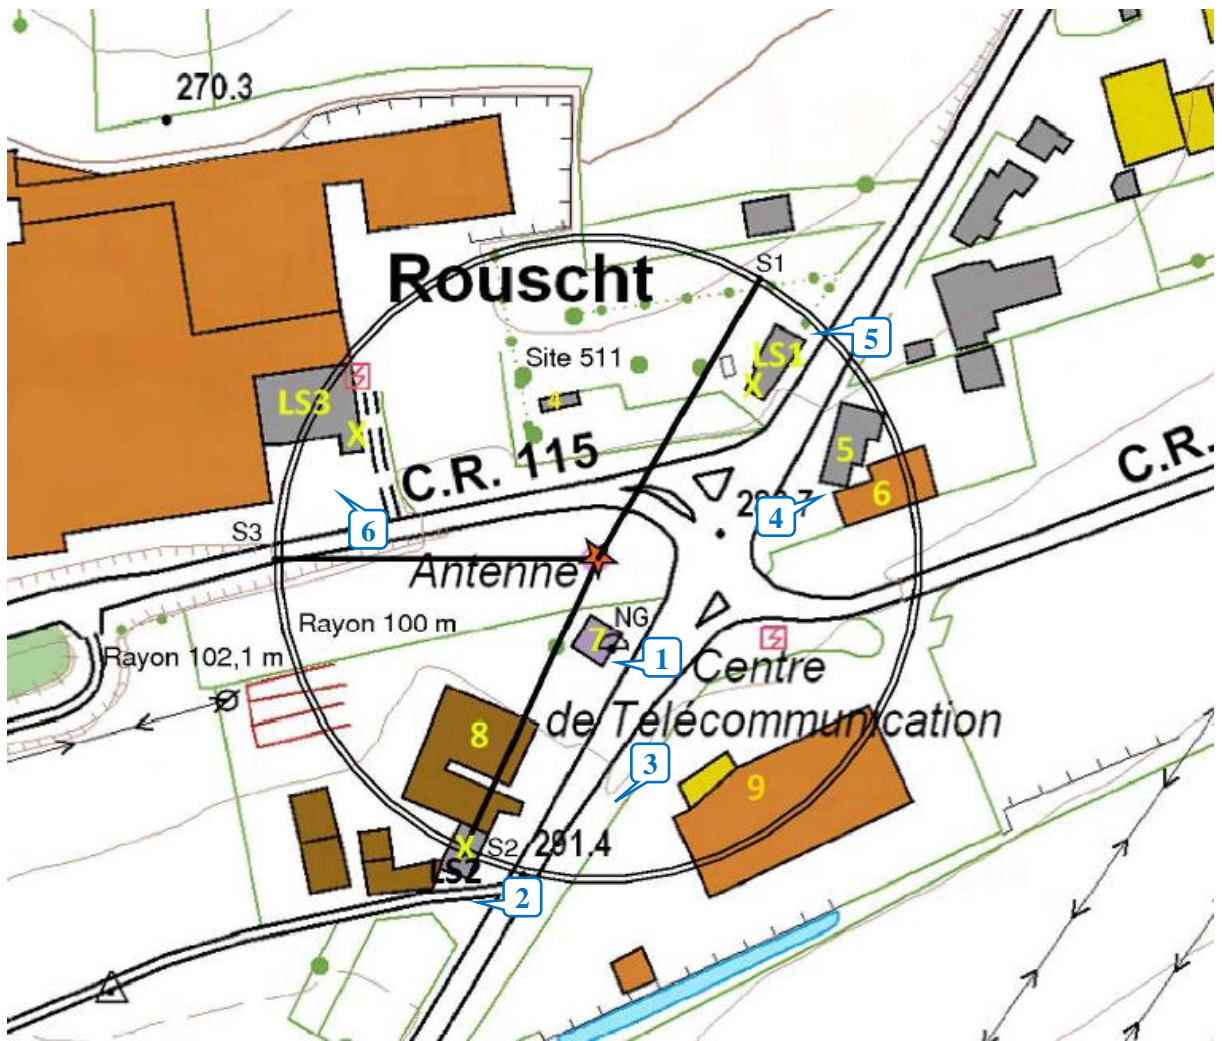 270.3
S1
Rouscht
5
Site 511
LS1
X
LS3
4
X
C.R. 115
C.R.
5
6
4
6
S3
Antenne
NG
Rayon 100 m
7
1
Rayon 102,1 m
Centre
de Télécommunication
8
3
9
X
S2
291.4
LS2
2